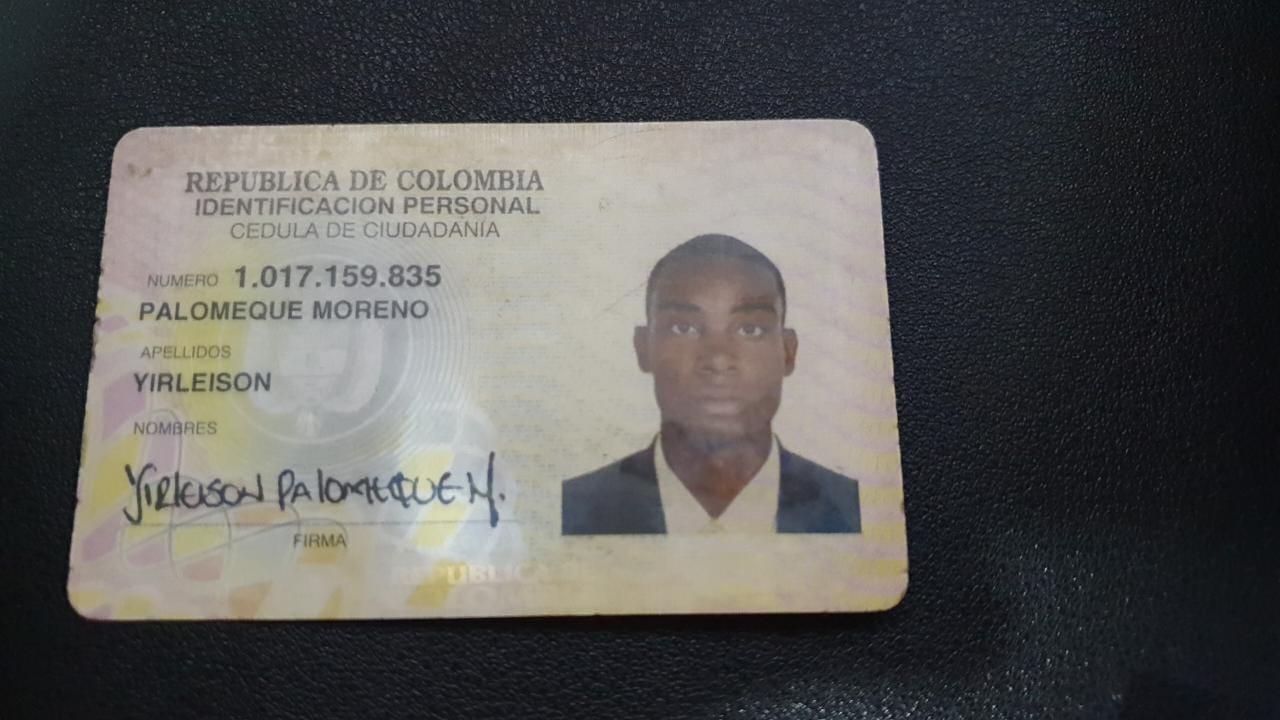 REPUBLICA DE COLOMBIA
IDENTIFICACION PERSONAL
CEDULA DE CIUDADANIA
NUMERO 1.017.159.835
PALOMEQUE MORENO
APELLIDOS
YIRLEISON
NOMBRES
YIRLEISON PALOMEQUE M.
FIRMA
REPUBLICA